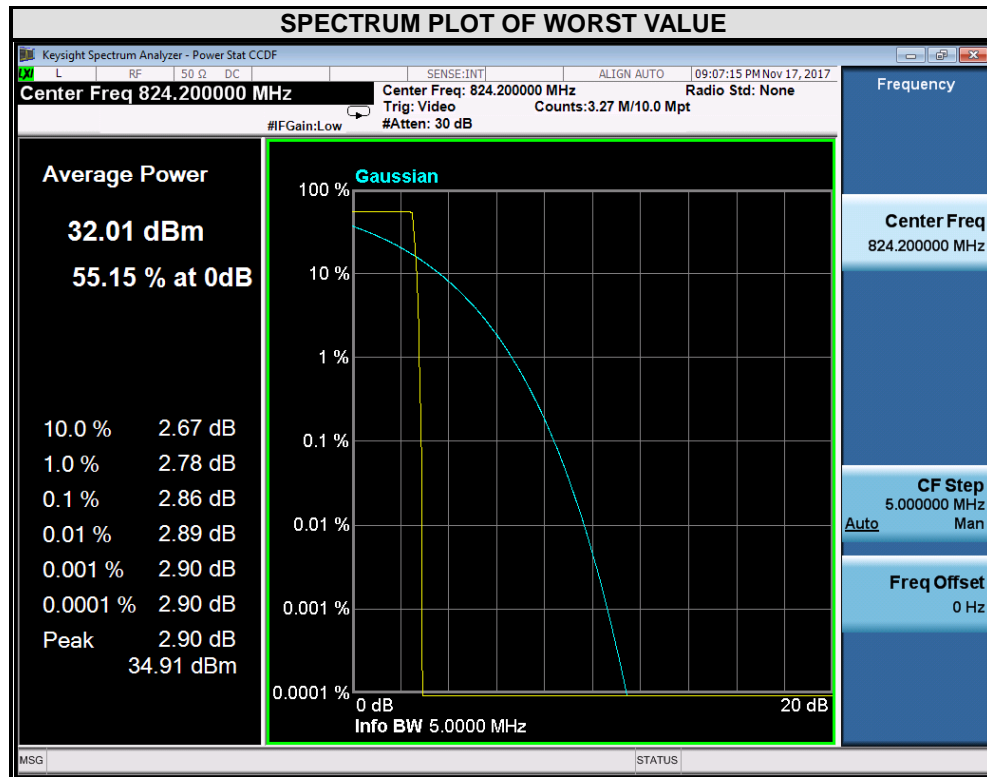 SPECTRUM PLOT OF WORST VALUE
Keysight Spectrum Analyzer - Power Stat CCDF
LXI L RF 50 Ω DC SENSE:INT ALIGN AUTO 09:07:15 PM Nov 17, 2017
Center Freq 824.200000 MHz
Center Freq: 824.200000 MHz Radio Std: None
Trig: Video Counts:3.27 M/10.0 Mpt
#IFGain:Low #Atten: 30 dB
Frequency
Average Power
32.01 dBm
55.15 % at 0dB
10.0 % 2.67 dB
1.0 % 2.78 dB
0.1 % 2.86 dB
0.01 % 2.89 dB
0.001 % 2.90 dB
0.0001 % 2.90 dB
Peak 2.90 dB
34.91 dBm
Gaussian
100 %
10 %
1 %
0.1 %
0.01 %
0.001 %
0.0001 %
0 dB 20 dB
Info BW 5.0000 MHz
Center Freq
824.200000 MHz
CF Step
5.000000 MHz
Auto Man
Freq Offset
0 Hz
MSG STATUS